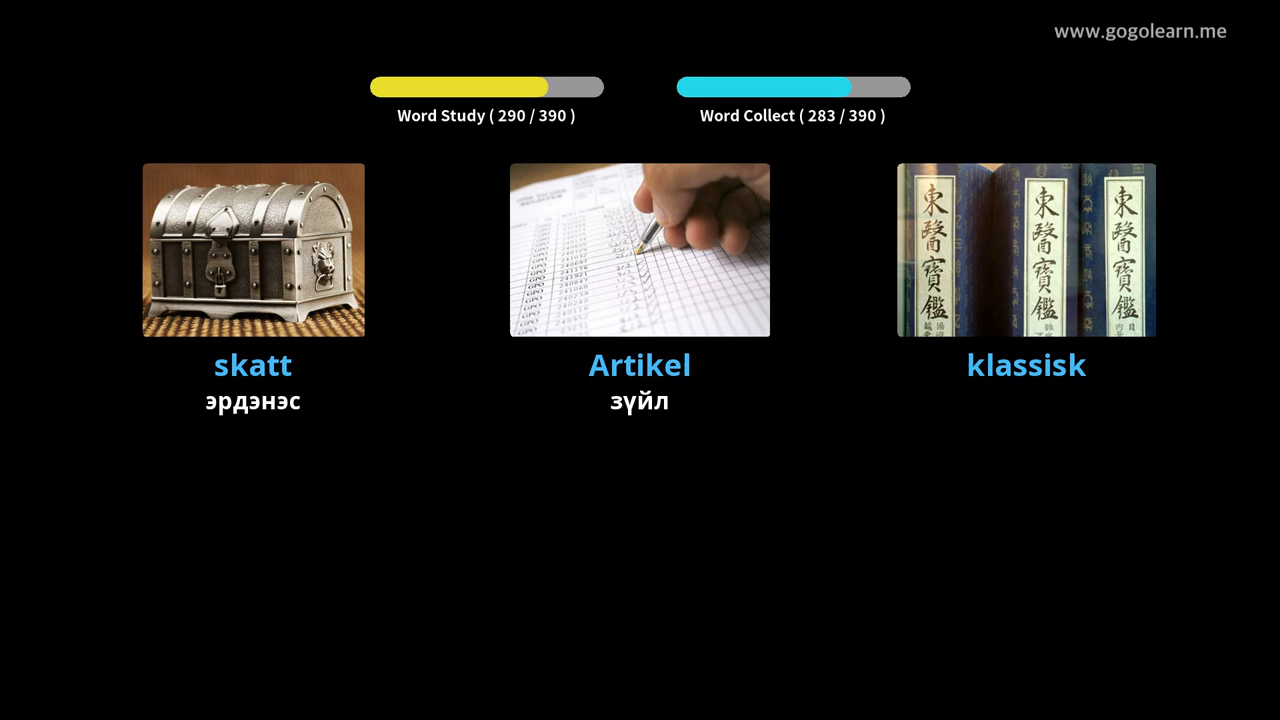 www.gogolearn.me
Word Study ( 290 / 390 )
Word Collect ( 283 / 390 )
東醫寶鑑
東醫寶鑑
東醫寶鑑
skatt
Artikel
klassisk
эрдэнэс
зүйл